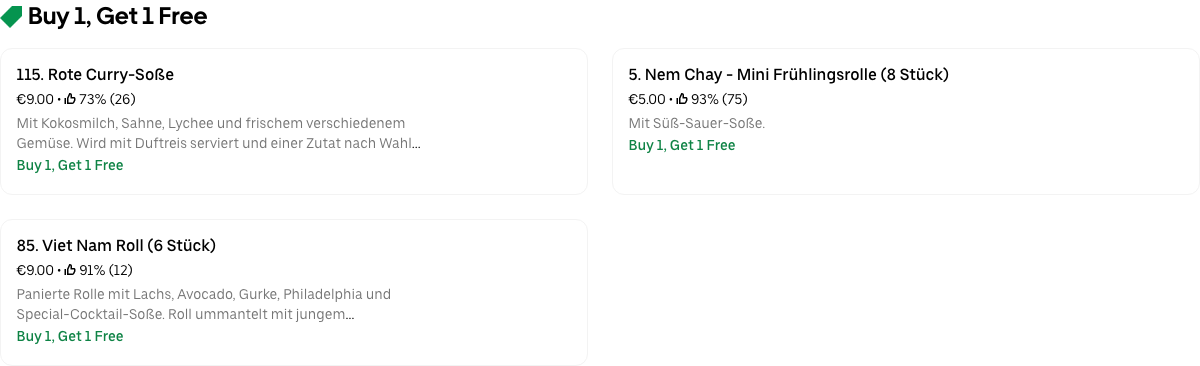 Buy 1, Get 1 Free
115. Rote Curry-Soße
€9.00 • 73% (26)
Mit Kokosmilch, Sahne, Lychee und frischem verschiedenem
Gemüse. Wird mit Duftreis serviert und einer Zutat nach Wahl...
Buy 1, Get 1 Free
5. Nem Chay - Mini Frühlingsrolle (8 Stück)
€5.00 • 93% (75)
Mit Süß-Sauer-Soße.
Buy 1, Get 1 Free
85. Viet Nam Roll (6 Stück)
€9.00 • 91% (12)
Panierte Rolle mit Lachs, Avocado, Gurke, Philadelphia und
Special-Cocktail-Soße. Roll ummantelt mit jungem...
Buy 1, Get 1 Free